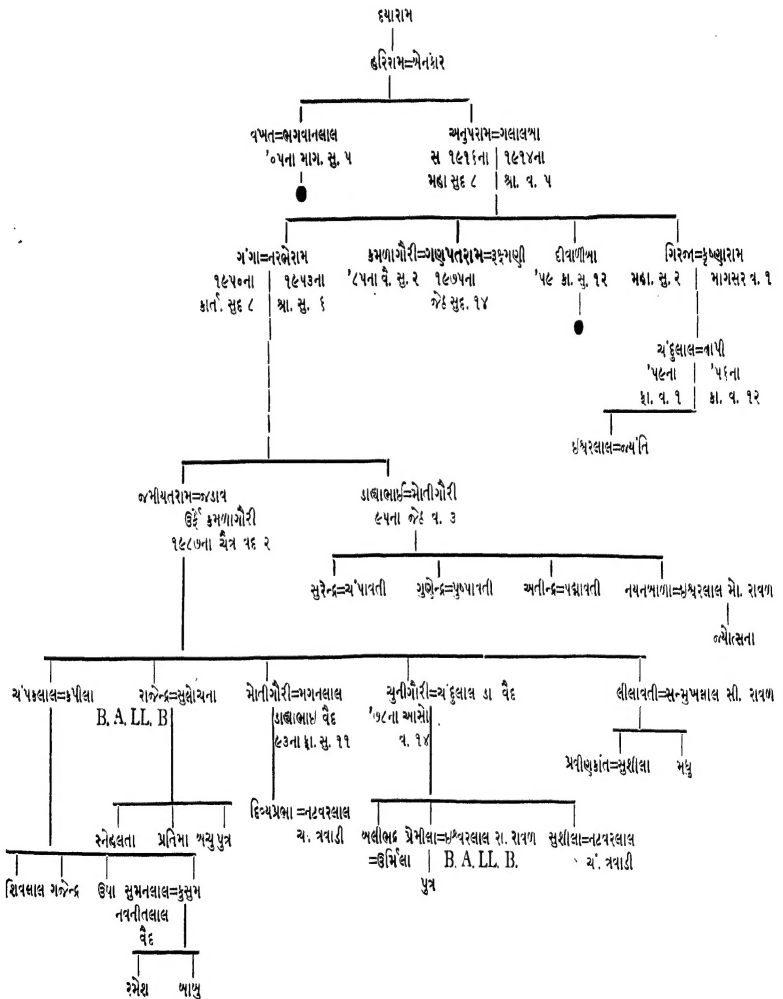 દયારામ
હરિરામ=એનકાર
વખત=ભગવાનલાલ અનુપરામ=ગલાલબા
'૦૫ના માગ. સુ. ૫ સ ૧૯૧૬ના ૧૯૧૪ના
મહા સુદ ૮ શ્રા. વ. ૫
ગંગા=નરભેરામ કમળાગૌરી=ગણપતરામ=રૂક્ષ્મણી દીવાળીબા ગિરજા=કૃષ્ણારામ
૧૯૫૦ના ૧૯૫૩ના '૮૫ના વૈ. સુ. ૨ ૧૯૭૫ના '૫૯ કા. સુ. ૧૨ મહા. સુ. ૨ માગસર વ. ૧
કાર્ત. સુદ ૮ શ્રા. સુ. ૬ જેઠ સુદ. ૧૪
ચંદુલાલ=તાપી
'૫૯ના '૫૬ના
ફા. વ. ૧ કા. વ. ૧૨
ઇશ્વરલાલ=જ્યંતિ
જમીયતરામ=જડાવ ડાહ્યાભાઇ=મોતીગૌરી
ઉર્ફે કમળાગૌરી ૯૫ના જેઠ વ. ૩
૧૯૮૭ના ચૈત્ર વદ ૨
સુરેન્દ્ર=ચંપાવતી ગુણેન્દ્ર=પુષ્પાવતી અતીન્દ્ર=પદ્માવતી નયનબાળા=ઇશ્વરલાલ મો. રાવળ
જ્યોત્સના
ચંપકલાલ=કપીલા રાજેન્દ્ર=સુલોચના મોતીગૌરી=મગનલાલ ચુનીગૌરી=ચંદુલાલ ડા વૈદ લીલાવતી=સન્મુખલાલ સી. રાવળ
B. A. LL. B ડાહ્યાભાઇ વૈદ '૭૮ના આસો
૯૩ના ફા. સુ. ૧૧ વ. ૧૪
પ્રવીણકાંત=સુશીલા મધુ
સ્નેહલતા પ્રતિમા બચુ પુત્ર દિવ્યપ્રભા=નટવરલાલ બલીભદ્ર પ્રેમીલા=ઇશ્વરલાલ રા. રાવળ સુશીલા=નટવરલાલ
ચ. ત્રવાડી =ઉર્મિલા B. A. LL. B. ચં. ત્રવાડી
પુત્ર
શિવલાલ ગજેન્દ્ર ઉષા સુમનલાલ=કુસુમ
નવનીતલાલ
વૈદ
રમેશ બાબુ